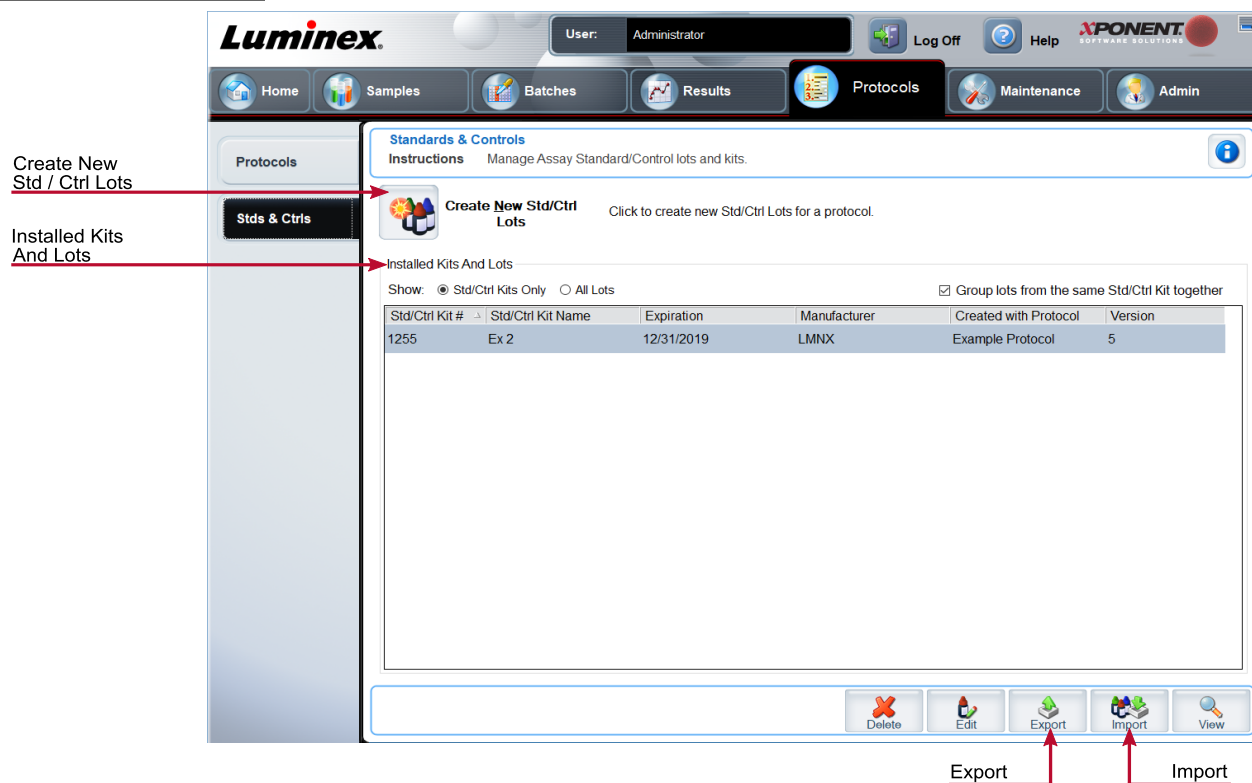 Luminex.
User: Administrator
Log Off
Help
XPONENT.
SOFTWARE SOLUTIONS
Home
Samples
Batches
Results
Protocols
Maintenance
Admin
Protocols
Stds & Ctrls
Create New
Std / Ctrl Lots
Installed Kits
And Lots
Standards & Controls
Instructions Manage Assay Standard/Control lots and kits.
Create New Std/Ctrl
Lots
Click to create new Std/Ctrl Lots for a protocol.
Installed Kits And Lots
Show: Std/Ctrl Kits Only All Lots
Group lots from the same Std/Ctrl Kit together
Std/Ctrl Kit # Std/Ctrl Kit Name Expiration Manufacturer Created with Protocol Version
1255 Ex 2 12/31/2019 LMNX Example Protocol 5
Delete
Edit
Export
Import
View
Export
Import